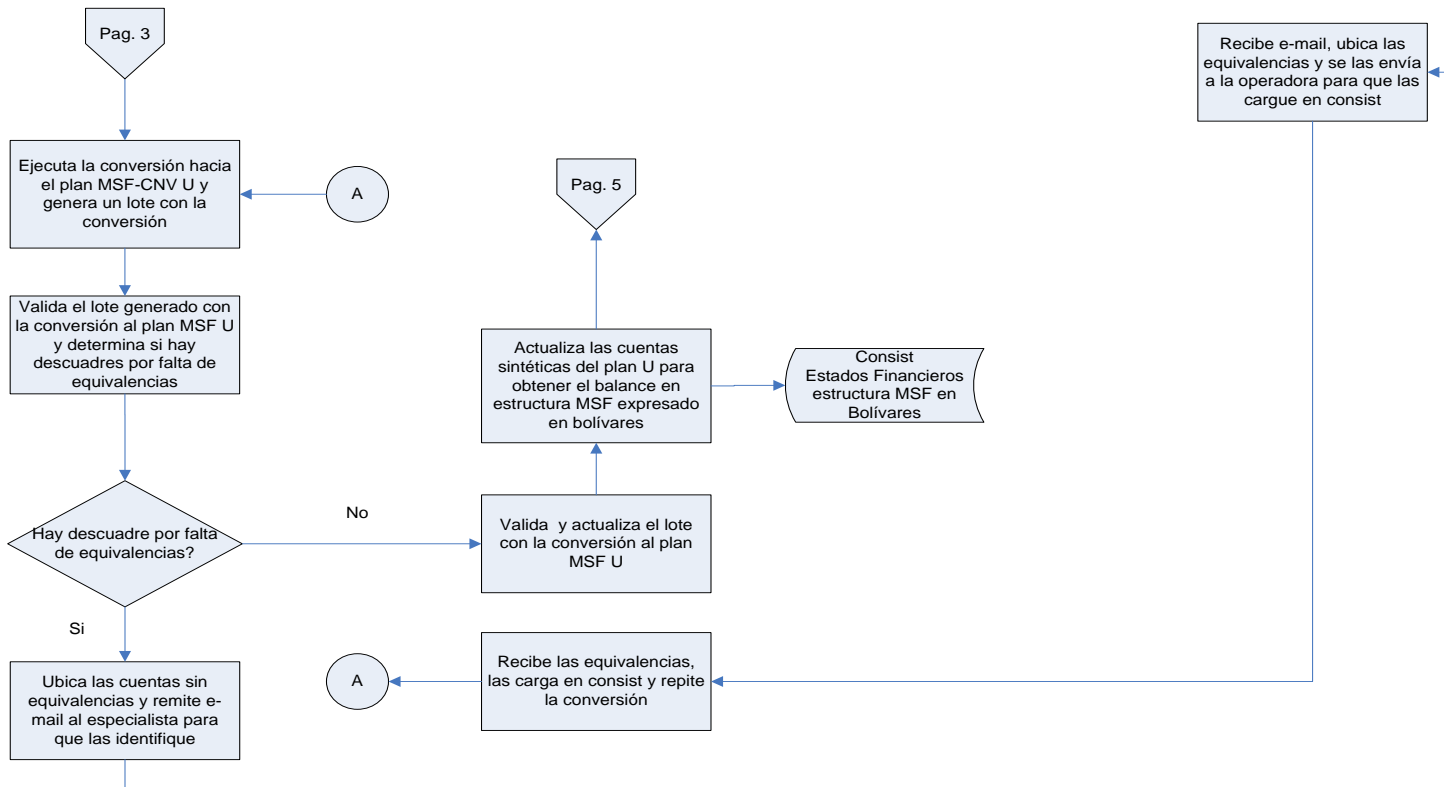 Pag. 3
Ejecuta la conversión hacia
el plan MSF-CNV U y
genera un lote con la
conversión
A
Valida el lote generado con
la conversión al plan MSF U
y determina si hay
descuadres por falta de
equivalencias
Hay descuadre por falta
de equivalencias?
No
Si
Ubica las cuentas sin
equivalencias y remite e-
mail al especialista para
que las identifique
Pag. 5
Actualiza las cuentas
sintéticas del plan U para
obtener el balance en
estructura MSF expresado
en bolívares
Consist
Estados Financieros
estructura MSF en
Bolívares
Valida  y actualiza el lote
con la conversión al plan
MSF U
A
Recibe las equivalencias,
las carga en consist y repite
la conversión
Recibe e-mail, ubica las
equivalencias y se las envía
a la operadora para que las
cargue en consist